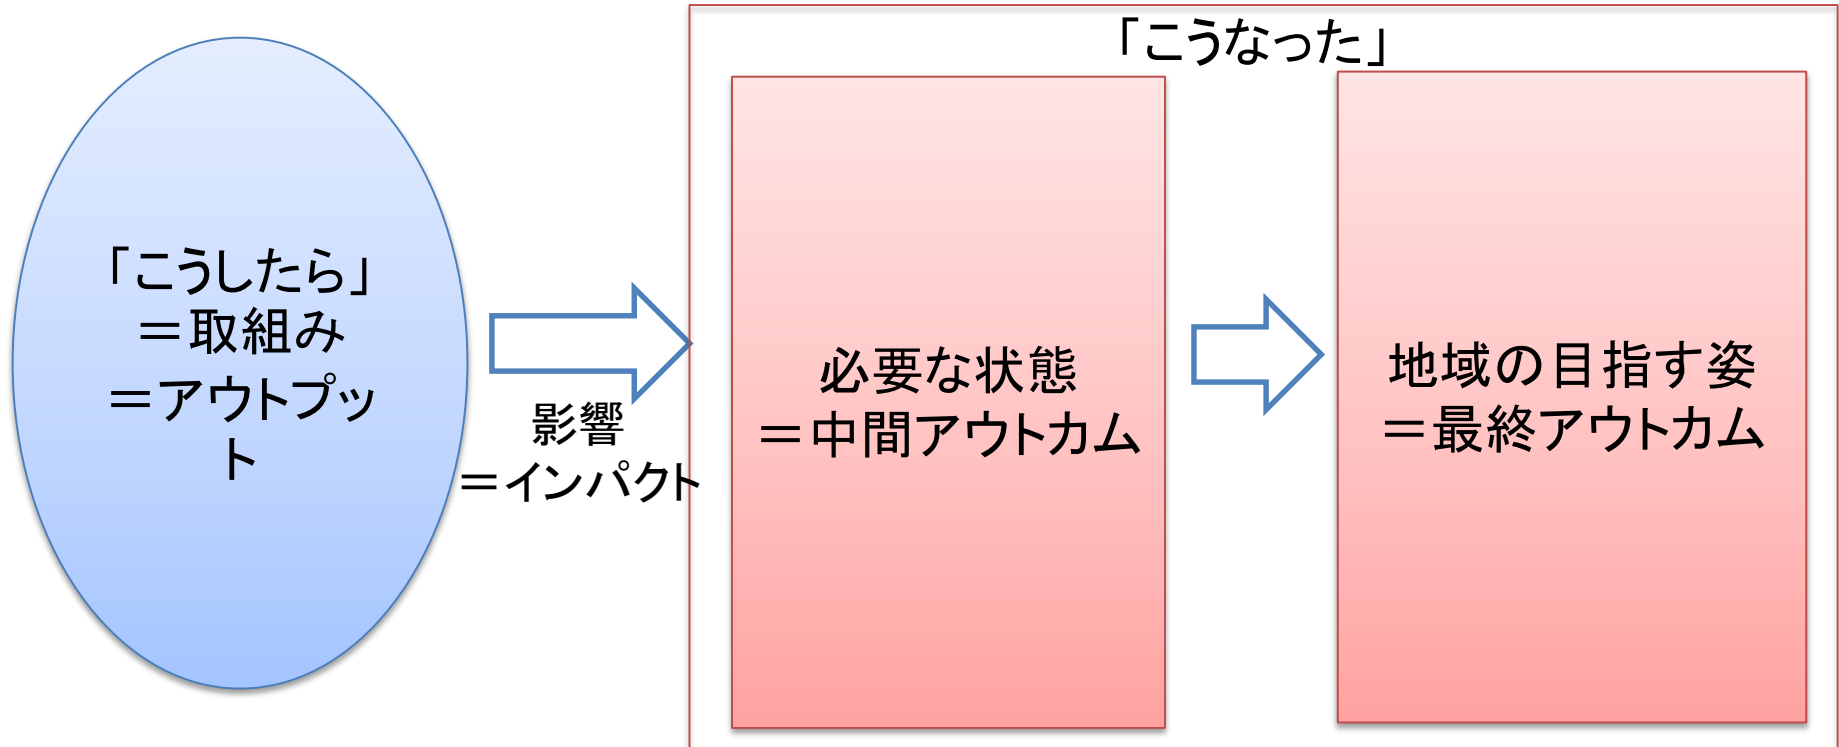 「こうなった」
「こうしたら」
＝取組み
＝アウトプッ
ト
影響
＝インパクト
必要な状態
＝中間アウトカム
地域の目指す姿
＝最終アウトカム